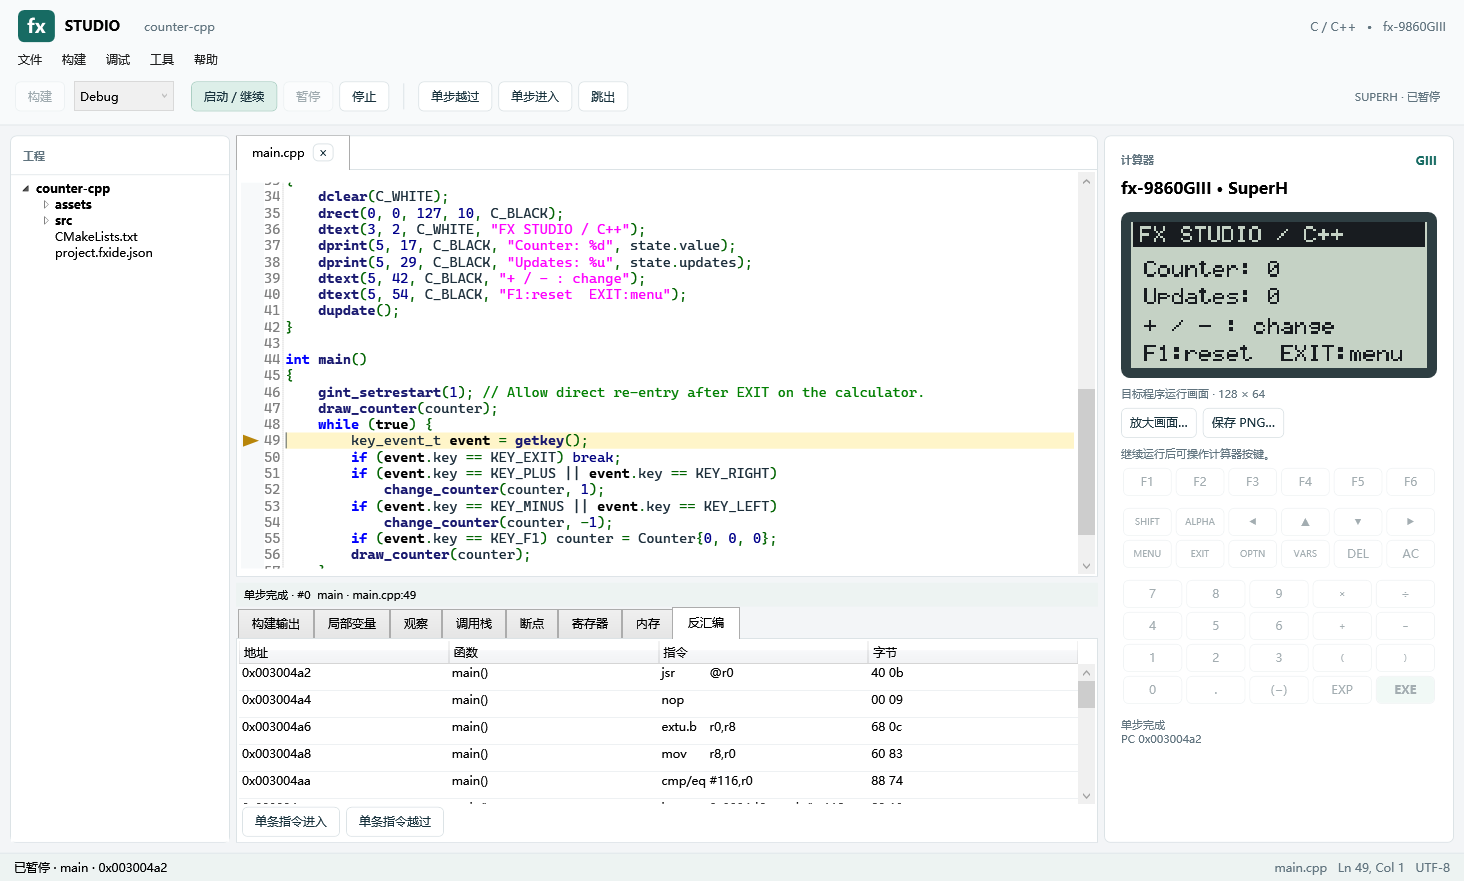 fx STUDIO counter-cpp
C / C++ • fx-9860GIII
文件 构建 调试 工具 帮助
构建 Debug 启动 / 继续 暂停 停止 单步越过 单步进入 跳出
SUPERH · 已暂停
工程
counter-cpp
assets
src
CMakeLists.txt
project.fxide.json
main.cpp ×
34 dclear(C_WHITE);
35 drect(0, 0, 127, 10, C_BLACK);
36 dtext(3, 2, C_WHITE, "FX STUDIO / C++");
37 dprint(5, 17, C_BLACK, "Counter: %d", state.value);
38 dprint(5, 29, C_BLACK, "Updates: %u", state.updates);
39 dtext(5, 42, C_BLACK, "+ / - : change");
40 dtext(5, 54, C_BLACK, "F1:reset  EXIT:menu");
41 dupdate();
42 }
43
44 int main()
45 {
46 gint_setrestart(1); // Allow direct re-entry after EXIT on the calculator.
47 draw_counter(counter);
48 while (true) {
49 key_event_t event = getkey();
50 if (event.key == KEY_EXIT) break;
51 if (event.key == KEY_PLUS || event.key == KEY_RIGHT)
52 change_counter(counter, 1);
53 if (event.key == KEY_MINUS || event.key == KEY_LEFT)
54 change_counter(counter, -1);
55 if (event.key == KEY_F1) counter = Counter{0, 0, 0};
56 draw_counter(counter);
单步完成 · #0 main · main.cpp:49
构建输出 局部变量 观察 调用栈 断点 寄存器 内存 反汇编
地址 函数 指令 字节
0x003004a2 main() jsr @r0 40 0b
0x003004a4 main() nop 00 09
0x003004a6 main() extu.b r0,r8 68 0c
0x003004a8 main() mov r8,r0 60 83
0x003004aa main() cmp/eq #116,r0 88 74
单条指令进入 单条指令越过
计算器 GIII
fx-9860GIII • SuperH
FX STUDIO / C++
Counter: 0
Updates: 0
+ / - : change
F1:reset  EXIT:menu
目标程序运行画面 · 128 × 64
放大画面... 保存 PNG...
继续运行后可操作计算器按键。
F1 F2 F3 F4 F5 F6
SHIFT ALPHA ◄ ▲ ▼ ►
MENU EXIT OPTN VARS DEL AC
7 8 9 × ÷
4 5 6 + −
1 2 3 ( )
0 . (−) EXP EXE
单步完成
PC 0x003004a2
已暂停 · main · 0x003004a2
main.cpp Ln 49, Col 1 UTF-8